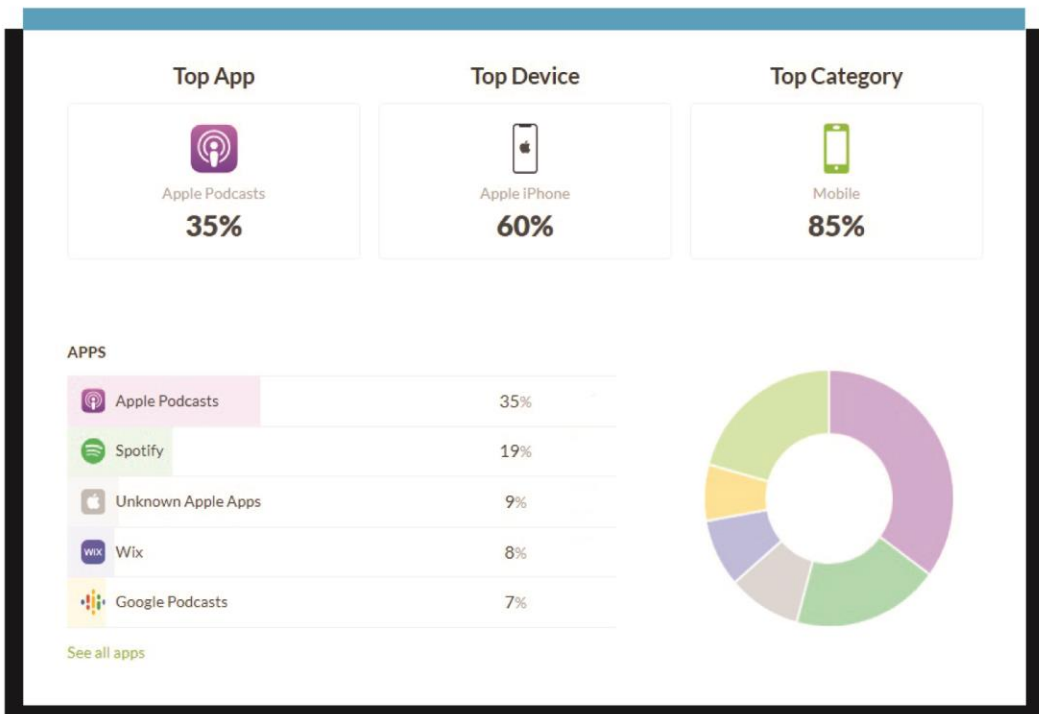 Top App Top Device Top Category
Apple Podcasts Apple iPhone Mobile
35% 60% 85%
APPS
Apple Podcasts 35%
Spotify 19%
Unknown Apple Apps 9%
WIX Wix 8%
Google Podcasts 7%
See all apps